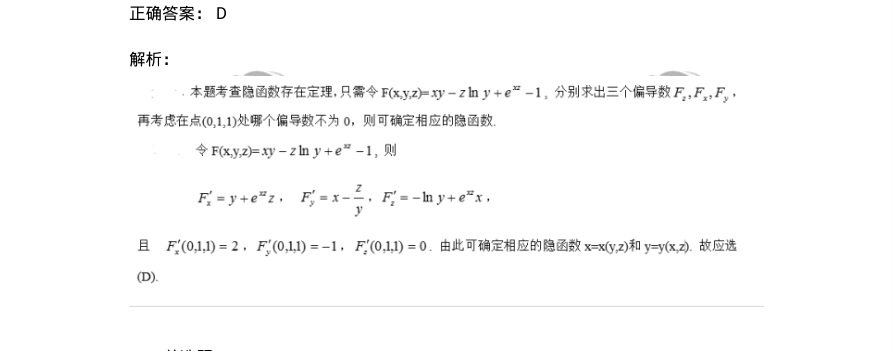 正确答案： D
解析：
本题考查隐函数存在定理,只需令 F(x,y,z)=xy－z ln y＋e^{xz}－1，分别求出三个偏导数 F_z, F_x, F_y，
再考虑在点(0,1,1)处哪个偏导数不为 0，则可确定相应的隐函数.
令 F(x,y,z)=xy－z ln y＋e^{xz}－1, 则
F′_x = y＋e^{xz}z， F′_y = x－z/y， F′_z = －ln y＋e^{xz}x，
且 F′_x(0,1,1) = 2， F′_y(0,1,1) = －1， F′_z(0,1,1) = 0. 由此可确定相应的隐函数 x=x(y,z)和 y=y(x,z). 故应选
(D).